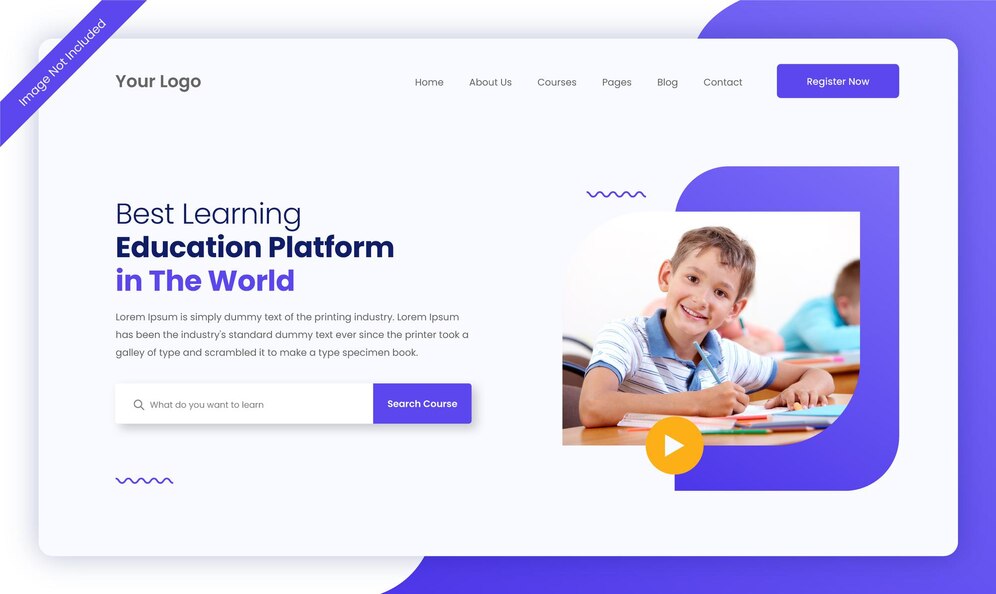 Image Not Included
Your Logo
Home
About Us
Courses
Pages
Blog
Contact
Register Now
Best Learning
Education Platform
in The World
Lorem Ipsum is simply dummy text of the printing industry. Lorem Ipsum
has been the industry's standard dummy text ever since the printer took a
galley of type and scrambled it to make a type specimen book.
What do you want to learn
Search Course